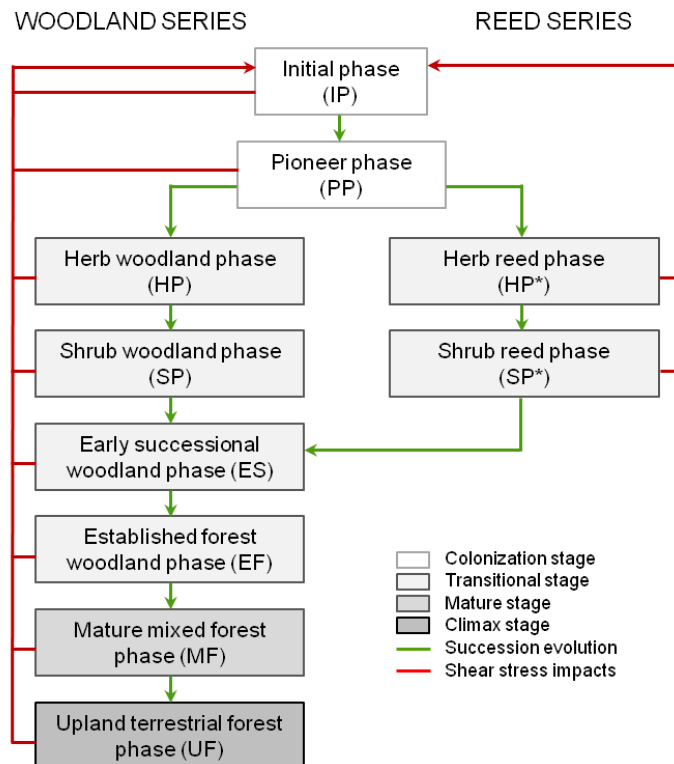 WOODLAND SERIES
REED SERIES
Initial phase
(IP)
Pioneer phase
(PP)
Herb woodland phase
(HP)
Herb reed phase
(HP*)
Shrub woodland phase
(SP)
Shrub reed phase
(SP*)
Early successional
woodland phase (ES)
Established forest
woodland phase (EF)
Mature mixed forest
phase (MF)
Upland terrestrial forest
phase (UF)
Colonization stage
Transitional stage
Mature stage
Climax stage
Succession evolution
Shear stress impacts